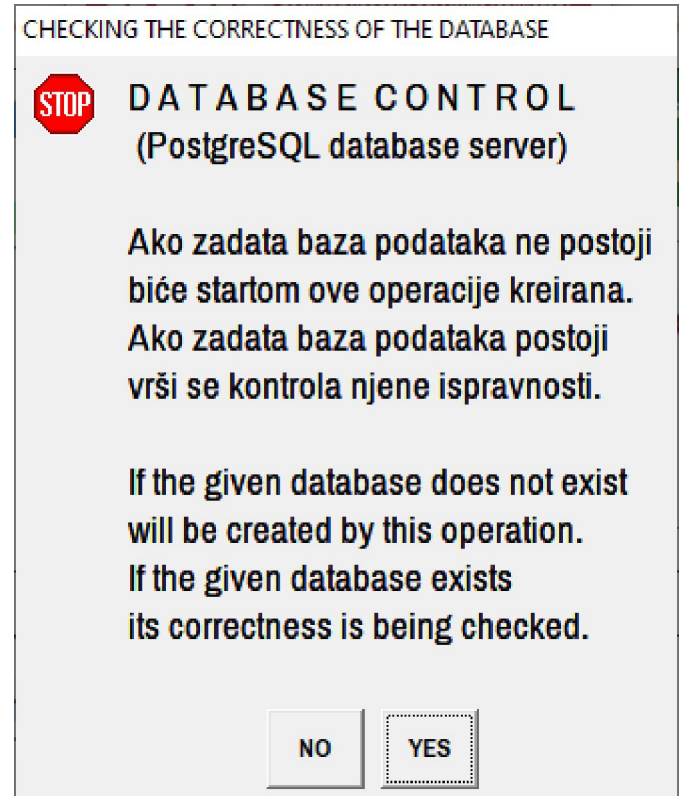 CHECKING THE CORRECTNESS OF THE DATABASE
STOP
D A T A B A S E C O N T R O L
(PostgreSQL database server)
Ako zadata baza podataka ne postoji
biće startom ove operacije kreirana.
Ako zadata baza podataka postoji
vrši se kontrola njene ispravnosti.
If the given database does not exist
will be created by this operation.
If the given database exists
its correctness is being checked.
NO YES